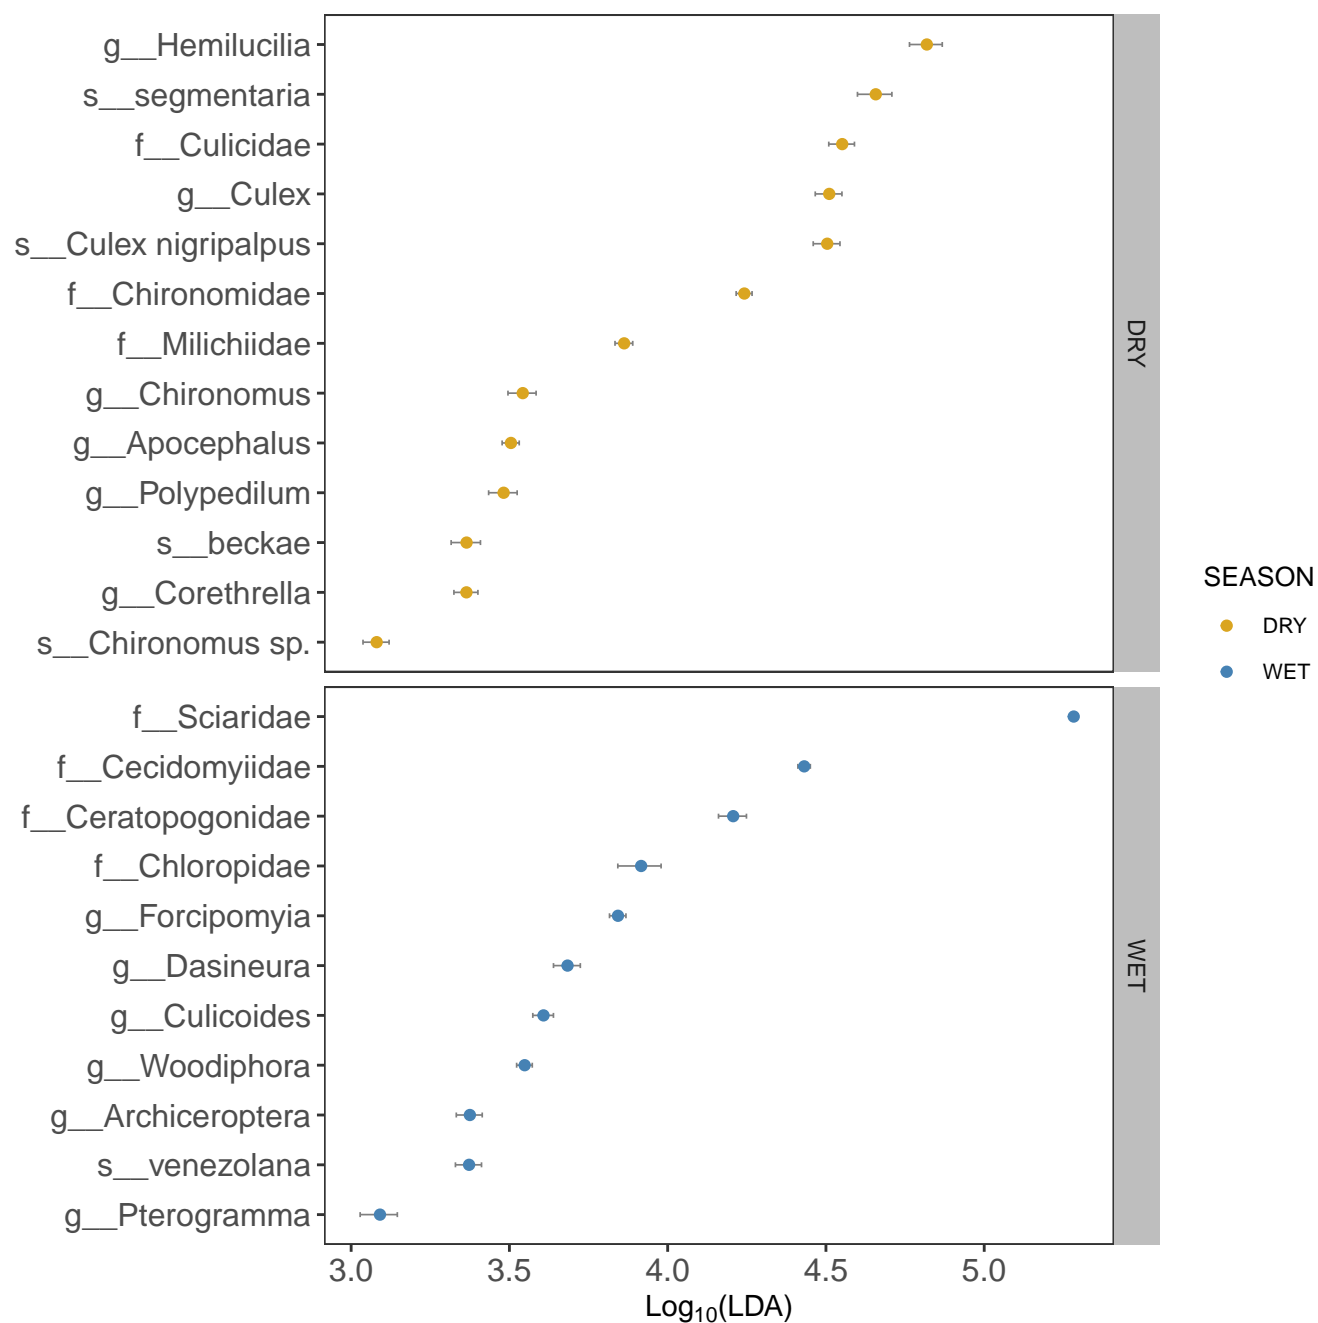 g__Hemilucilia
s__segmentaria
f__Culicidae
g__Culex
s__Culex nigripalpus
f__Chironomidae
f__Milichiidae
g__Chironomus
g__Apocephalus
g__Polypedilum
s__beckae
g__Corethrella
s__Chironomus sp.
DRY
f__Sciaridae
f__Cecidomyiidae
f__Ceratopogonidae
f__Chloropidae
g__Forcipomyia
g__Dasineura
g__Culicoides
g__Woodiphora
g__Archiceroptera
s__venezolana
g__Pterogramma
WET
3.0 3.5 4.0 4.5 5.0
Log10(LDA)
SEASON
DRY
WET